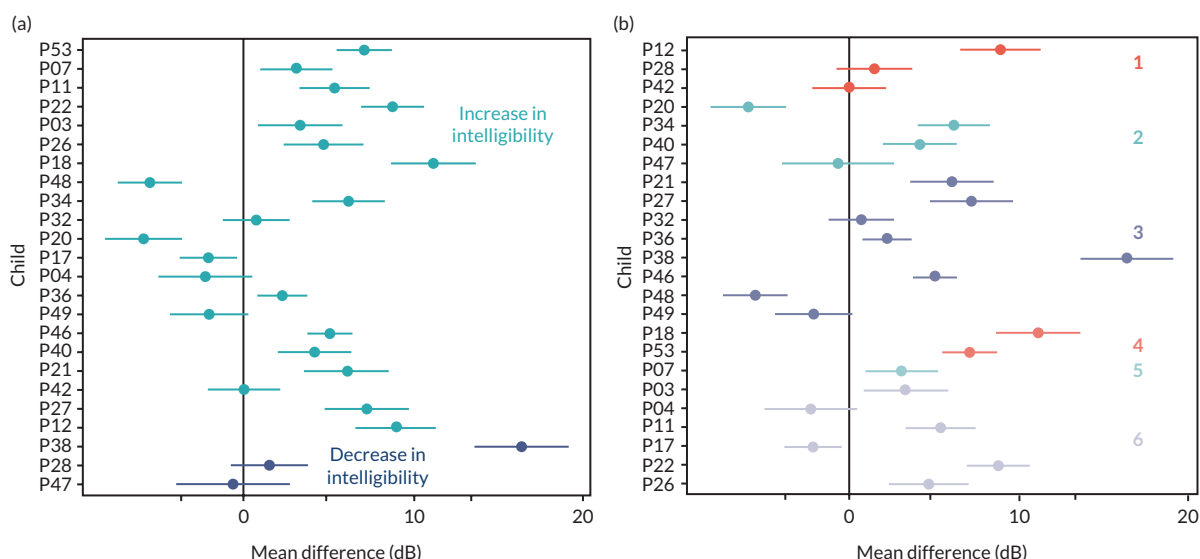 (a)
P53
P07
P11
P22
P03
P26
P18
P48
P34
P32
P20
P17
P04
P36
P49
P46
P40
P21
P42
P27
P12
P38
P28
P47
Child
Increase in
intelligibility
Decrease in
intelligibility
0 10 20
Mean difference (dB)
(b)
P12
P28
P42
P20
P34
P40
P47
P21
P27
P32
P36
P38
P46
P48
P49
P18
P53
P07
P03
P04
P11
P17
P22
P26
Child
1
2
3
4
5
6
0 10 20
Mean difference (dB)